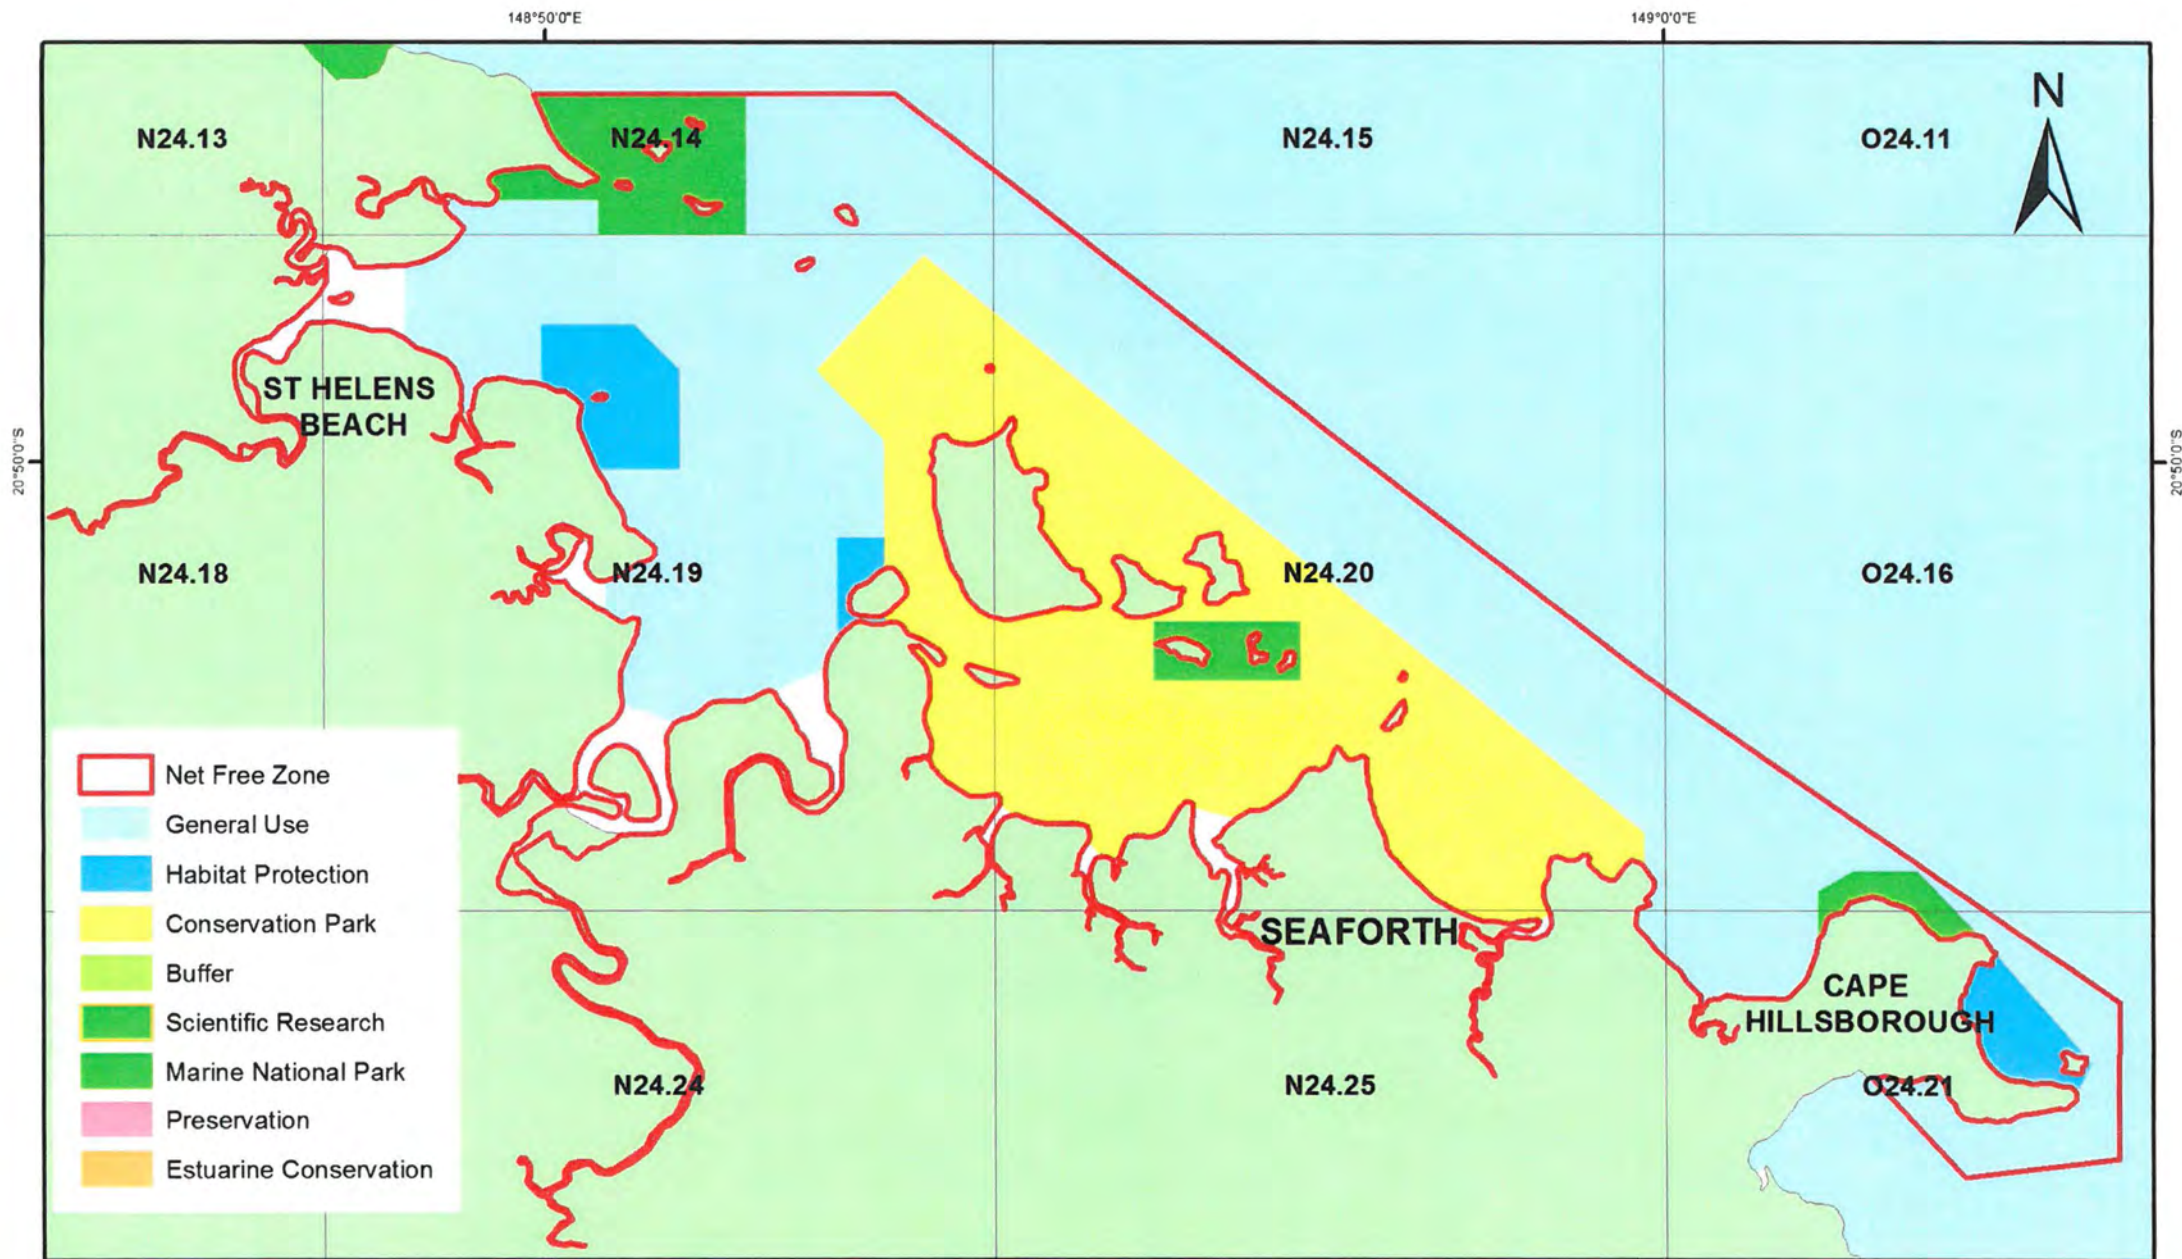 148°50'0"E
149°0'0"E
N
N24.13
N24.14
N24.15
O24.11
ST HELENS
BEACH
20°50'0"S
20°50'0"S
N24.18
N24.19
N24.20
O24.16
Net Free Zone
General Use
Habitat Protection
Conservation Park
Buffer
Scientific Research
Marine National Park
Preservation
Estuarine Conservation
SEAFORTH
CAPE
HILLSBOROUGH
N24.24
N24.25
O24.21